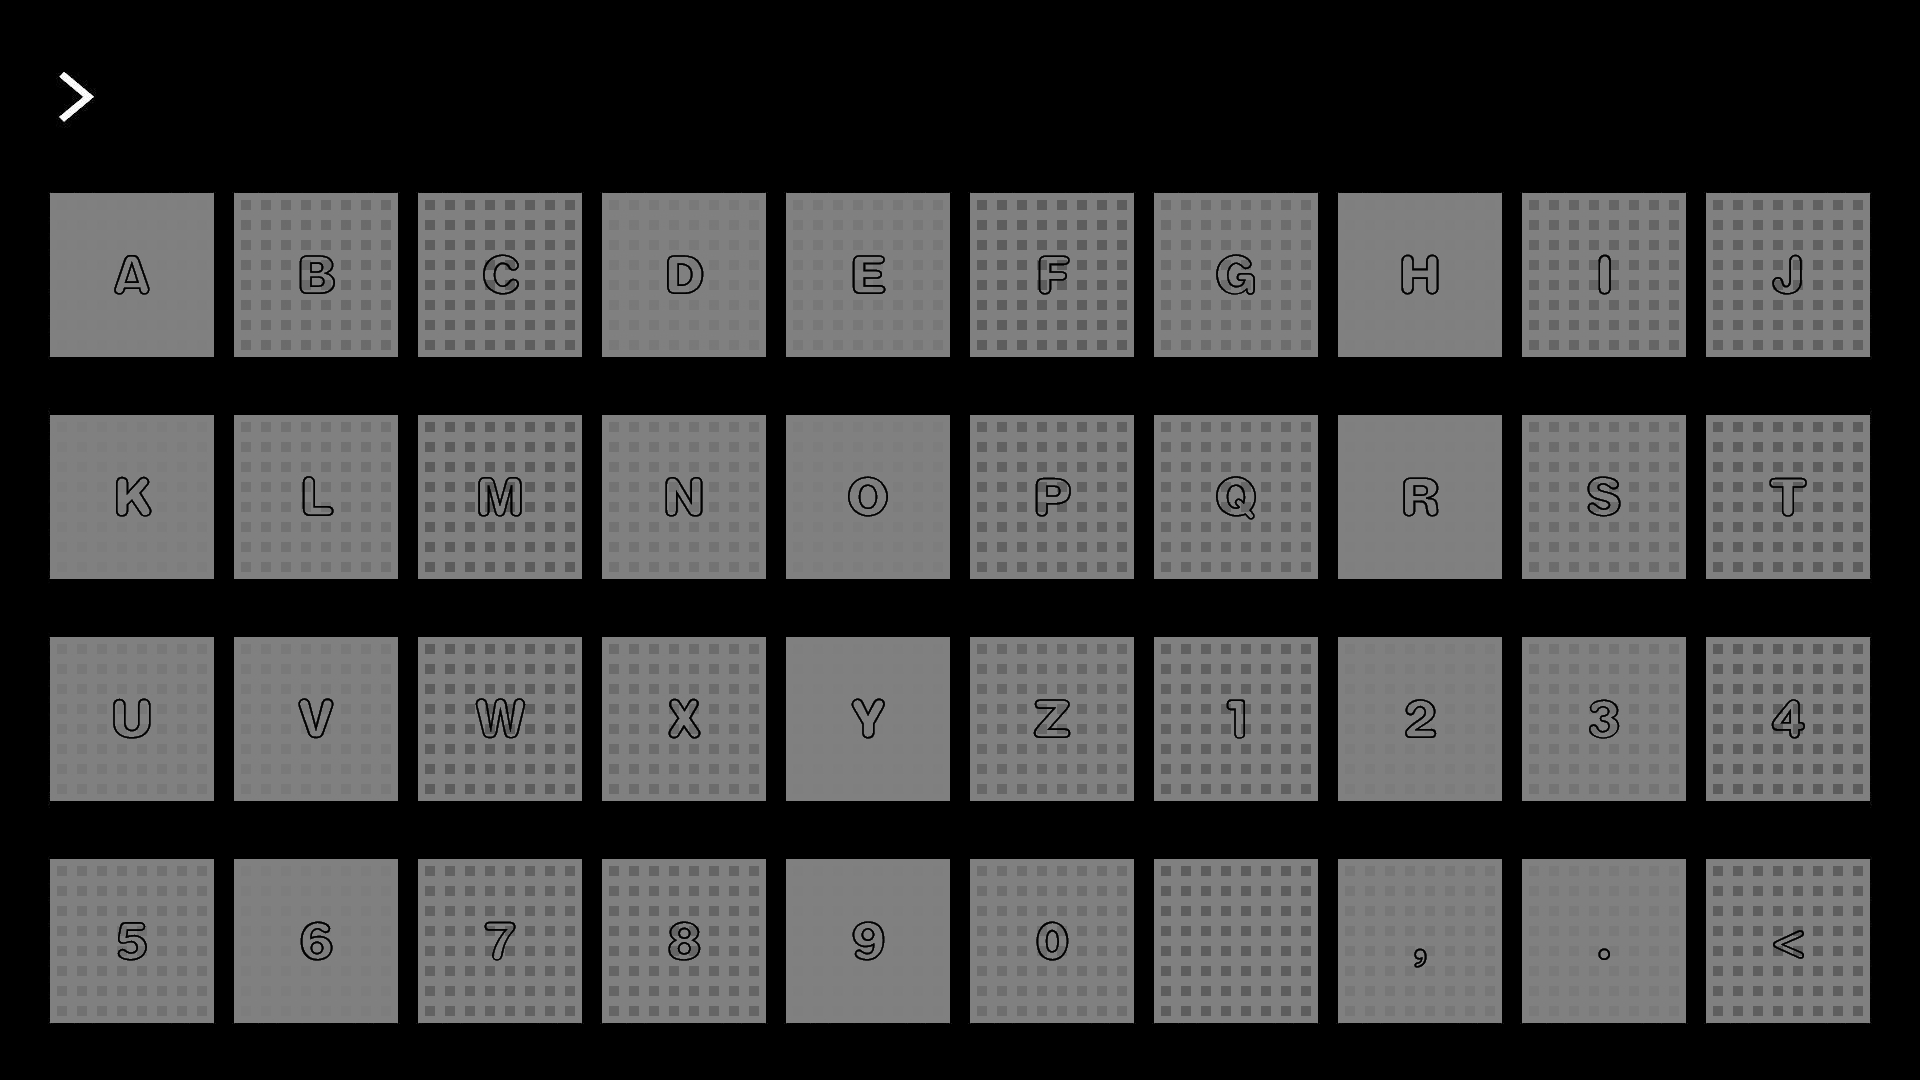 >
A B C D E F G H I J
K L M N O P Q R S T
U V W X Y Z 1 2 3 4
5 6 7 8 9 0 , . <